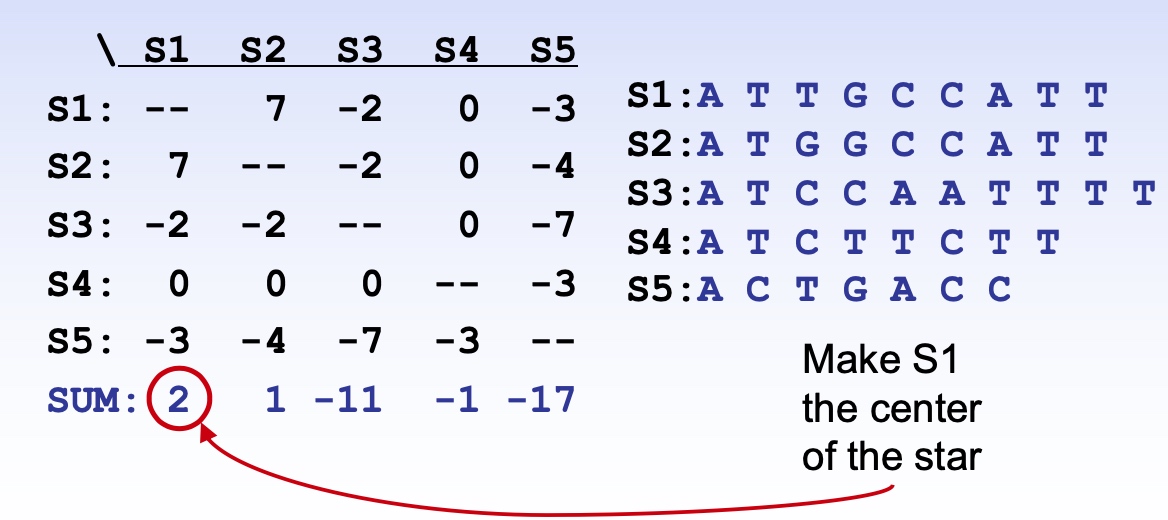 \ S1 S2 S3 S4 S5
S1: -- 7 -2 0 -3
S2: 7 -- -2 0 -4
S3: -2 -2 -- 0 -7
S4: 0 0 0 -- -3
S5: -3 -4 -7 -3 --
SUM: 2 1 -11 -1 -17
S1:A T T G C C A T T
S2:A T G G C C A T T
S3:A T C C A A T T T T
S4:A T C T T C T T
S5:A C T G A C C
Make S1
the center
of the star